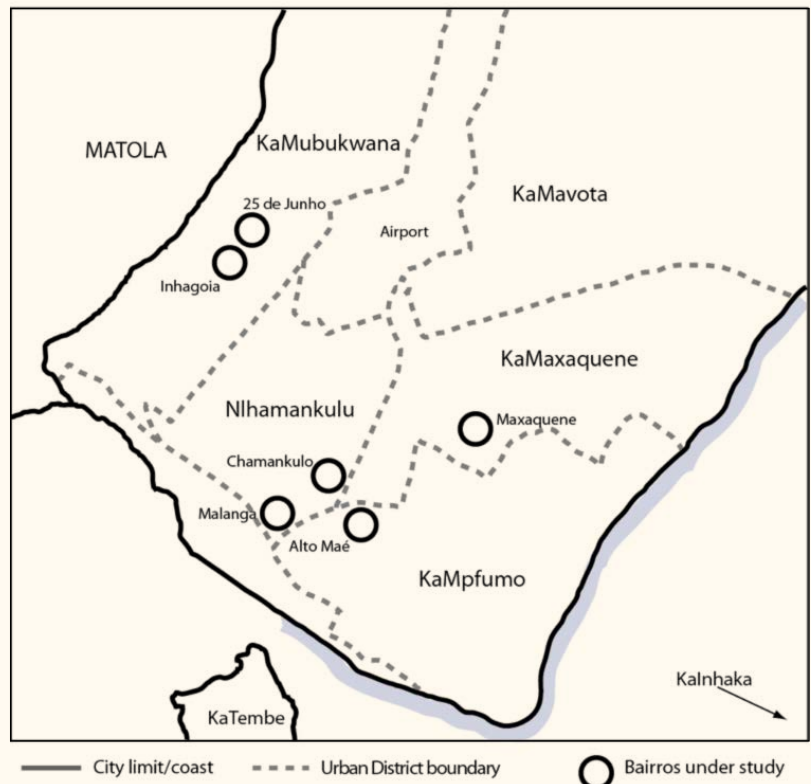 MATOLA
KaMubukwana
KaMavota
25 de Junho
Airport
Inhagoia
KaMaxaquene
Nlhamankulu
Maxaquene
Chamankulo
Malanga
Alto Maé
KaMpfumo
KaInhaka
KaTembe
City limit/coast
Urban District boundary
Bairros under study